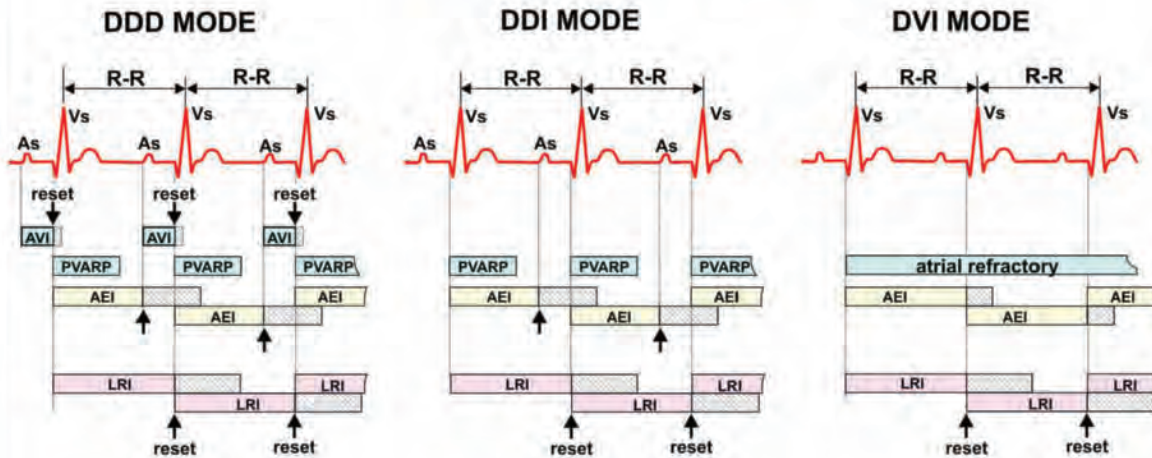 DDD MODE
DDI MODE
DVI MODE
R-R R-R
R-R R-R
R-R R-R
Vs Vs Vs
Vs Vs Vs
Vs Vs Vs
As As As
As As As
reset reset reset
AVI AVI AVI
PVARP PVARP PVARP
PVARP PVARP PVARP
atrial refractory
AEI AEI
AEI AEI
AEI AEI
AEI
AEI
AEI
LRI LRI
LRI LRI
LRI LRI
LRI
LRI
LRI
reset reset
reset reset
reset reset